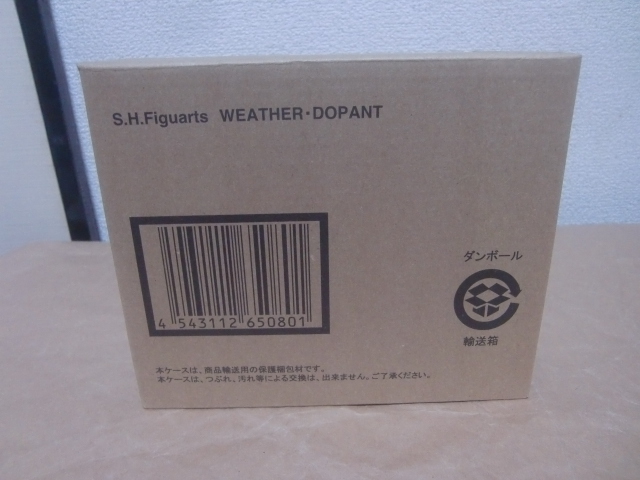 S.H.Figuarts WEATHER・DOPANT
4 543112 650801
ダンボール
輸送箱
本ケースは、商品輸送用の保護梱包材です。
本ケースは、つぶれ、汚れ等による交換は、出来ません。ご了承ください。